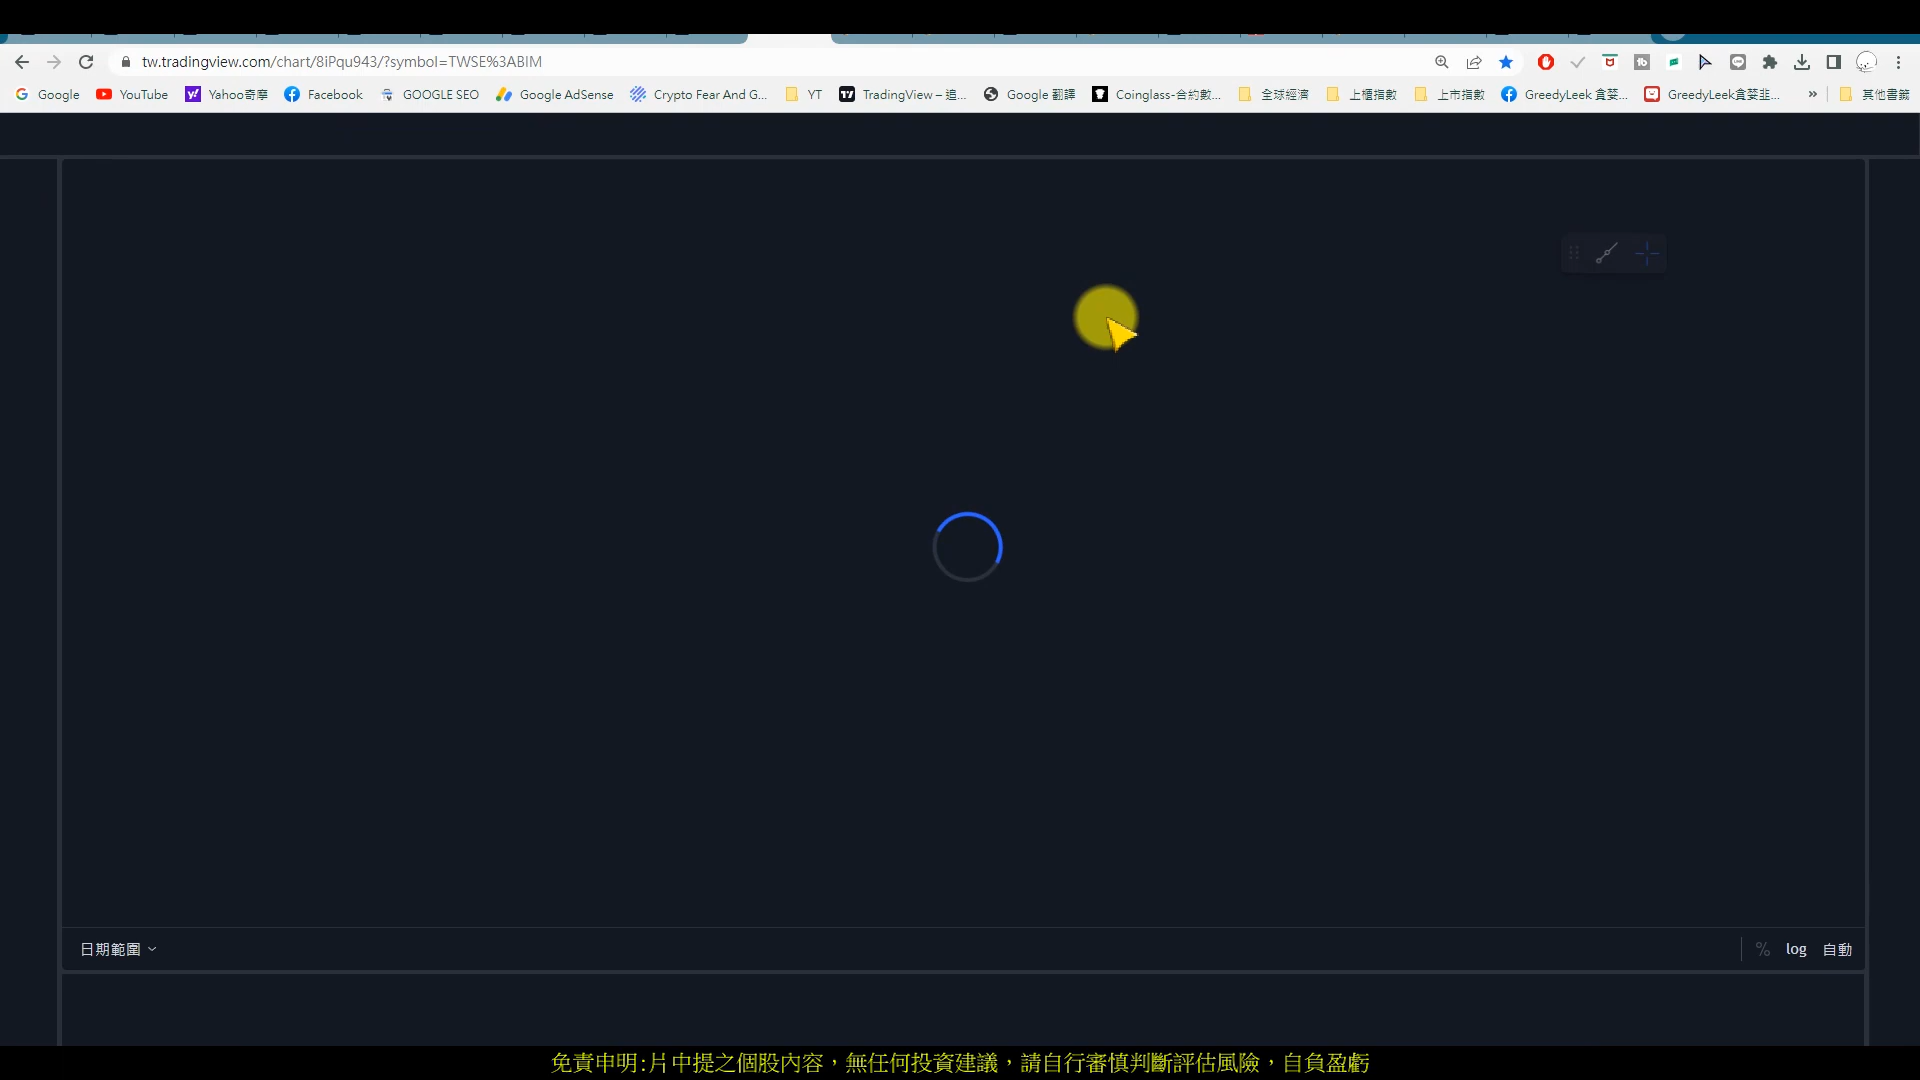 tw.tradingview.com/chart/8iPqu943/?symbol=TWSE%3ABIM
Google YouTube Yahoo奇摩 Facebook GOOGLE SEO Google AdSense Crypto Fear And G... YT TradingView – 追... Google 翻譯 Coinglass-合約數... 全球經濟 上櫃指數 上市指數 GreedyLeek 貪婪... GreedyLeek貪婪韭... » 其他書籤
日期範圍 % log 自動
免責申明:片中提之個股內容，無任何投資建議，請自行審慎判斷評估風險，自負盈虧